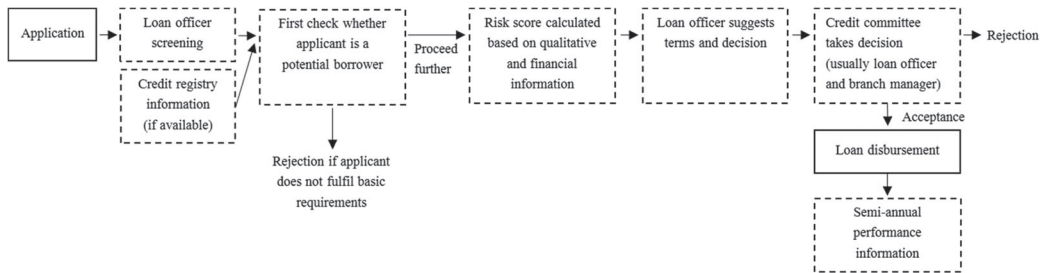 Application
Loan officer
screening
Credit registry
information
(if available)
First check whether
applicant is a
potential borrower
Rejection if applicant
does not fulfil basic
requirements
Proceed
further
Risk score calculated
based on qualitative
and financial
information
Loan officer suggests
terms and decision
Credit committee
takes decision
(usually loan officer
and branch manager)
Rejection
Acceptance
Loan disbursement
Semi-annual
performance
information